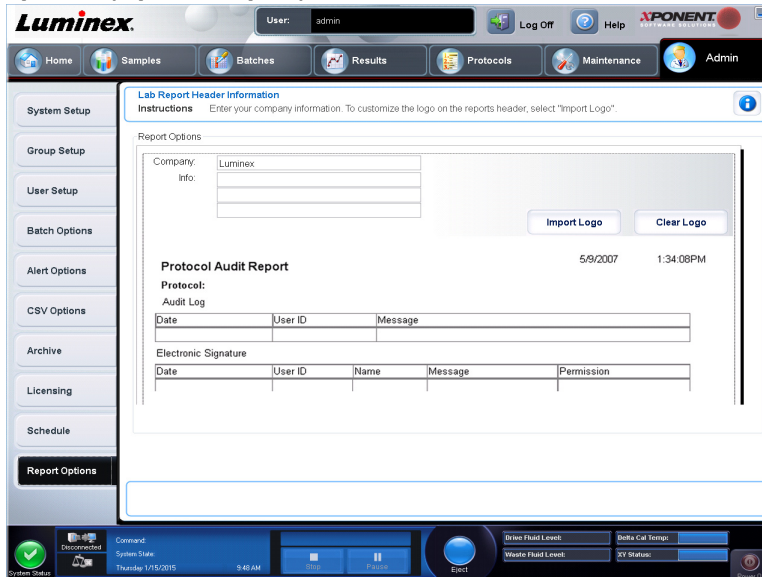 Luminex.
User: admin
Log Off
Help
XPONENT.
SOFTWARE SOLUTIONS
Home
Samples
Batches
Results
Protocols
Maintenance
Admin
System Setup
Group Setup
User Setup
Batch Options
Alert Options
CSV Options
Archive
Licensing
Schedule
Report Options
Lab Report Header Information
Instructions Enter your company information. To customize the logo on the reports header, select "Import Logo".
Report Options
Company: Luminex
Info:
Import Logo
Clear Logo
5/9/2007 1:34:08PM
Protocol Audit Report
Protocol:
Audit Log
Date User ID Message
Electronic Signature
Date User ID Name Message Permission
Disconnected
System Status
Command:
System State:
Thursday 1/15/2015 9:48 AM
Stop
Pause
Eject
Drive Fluid Level:
Waste Fluid Level:
Delta Cal Temp:
XY Status: